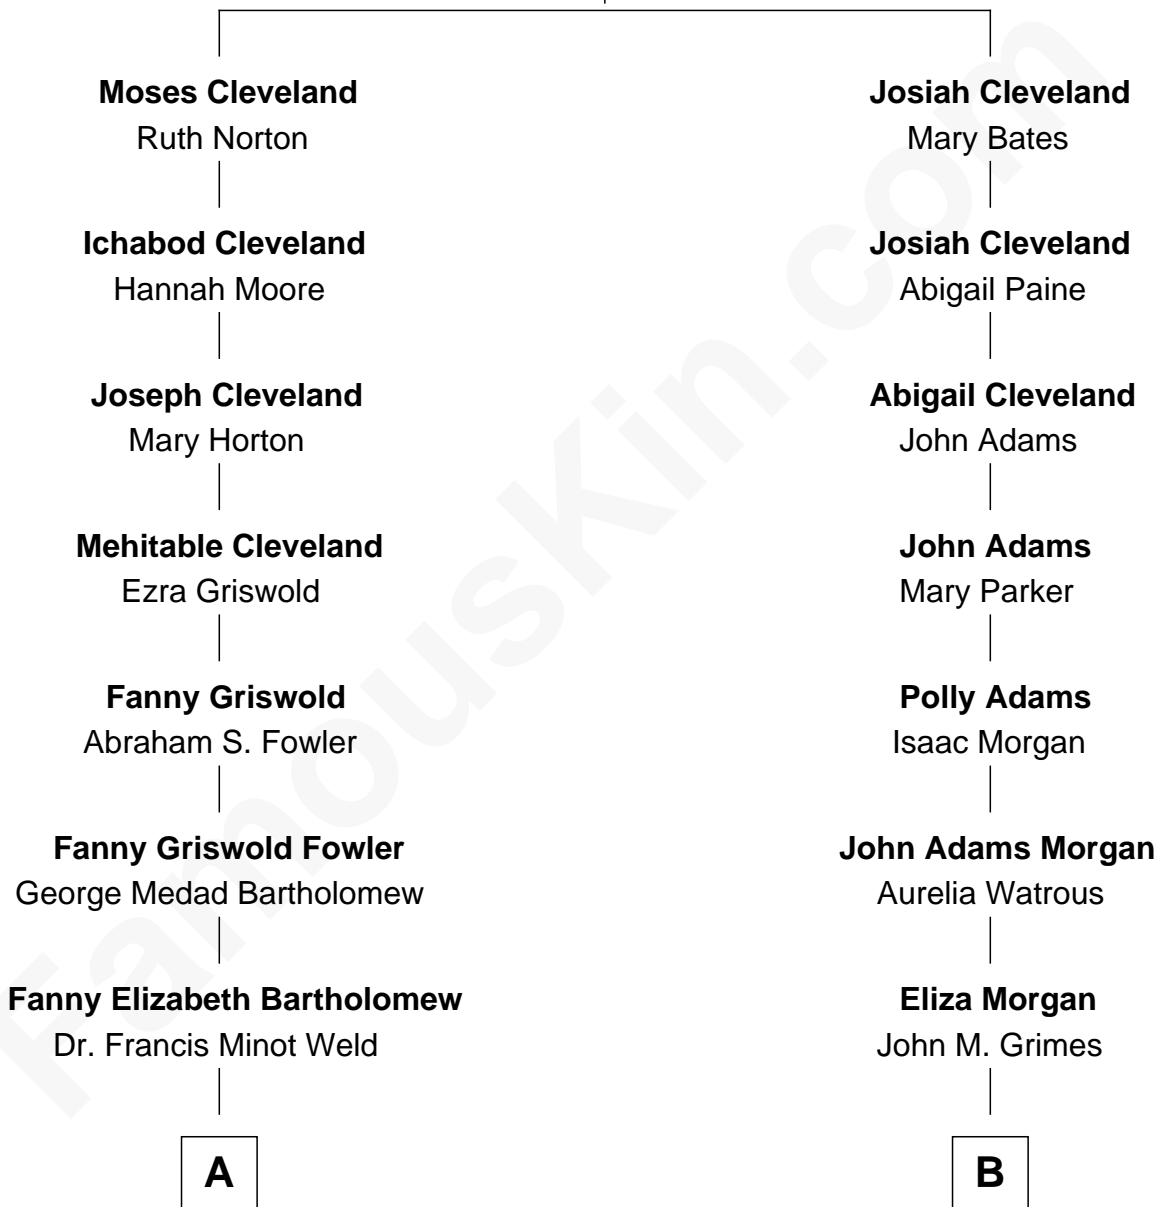 Moses Cleveland
Ruth Norton
Ichabod Cleveland
Hannah Moore
Joseph Cleveland
Mary Horton
Mehitable Cleveland
Ezra Griswold
Fanny Griswold
Abraham S. Fowler
Fanny Griswold Fowler
George Medad Bartholomew
Fanny Elizabeth Bartholomew
Dr. Francis Minot Weld
A
Josiah Cleveland
Mary Bates
Josiah Cleveland
Abigail Paine
Abigail Cleveland
John Adams
John Adams
Mary Parker
Polly Adams
Isaac Morgan
John Adams Morgan
Aurelia Watrous
Eliza Morgan
John M. Grimes
B
FamousKin.com